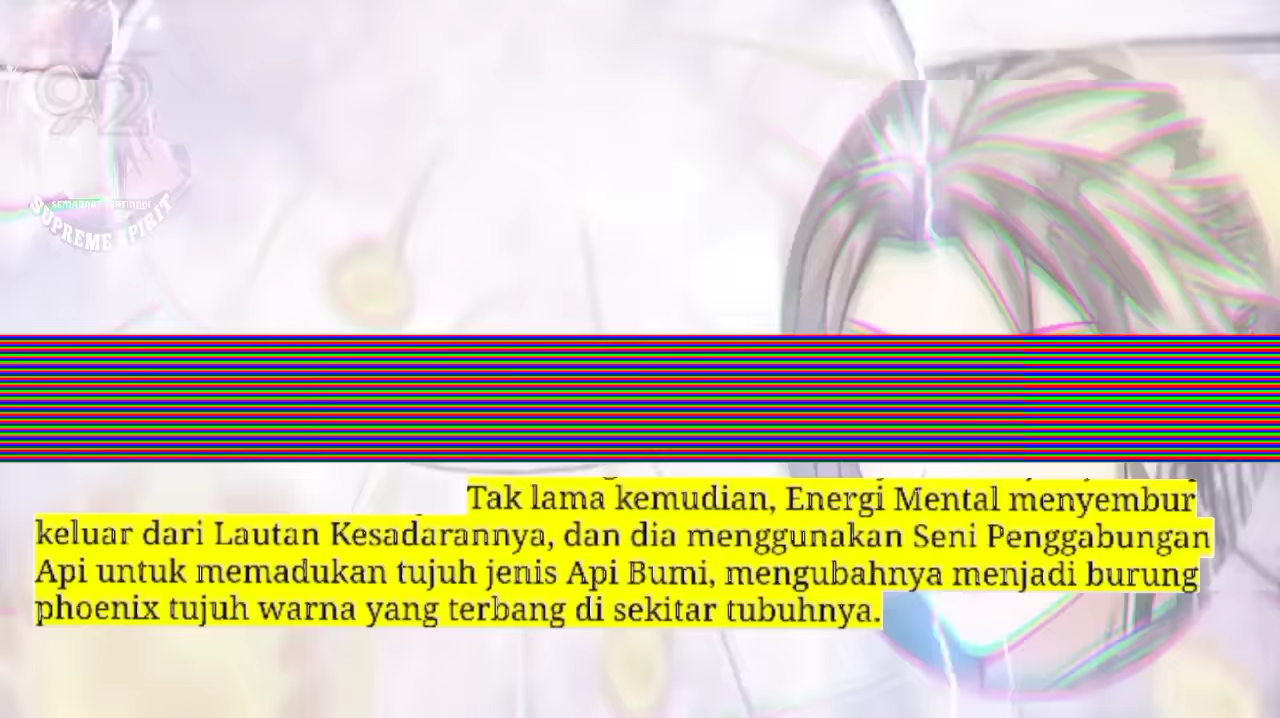 92
SUPREME SPIRIT
Tak lama kemudian, Energi Mental menyembur
keluar dari Lautan Kesadarannya, dan dia menggunakan Seni Penggabungan
Api untuk memadukan tujuh jenis Api Bumi, mengubahnya menjadi burung
phoenix tujuh warna yang terbang di sekitar tubuhnya.